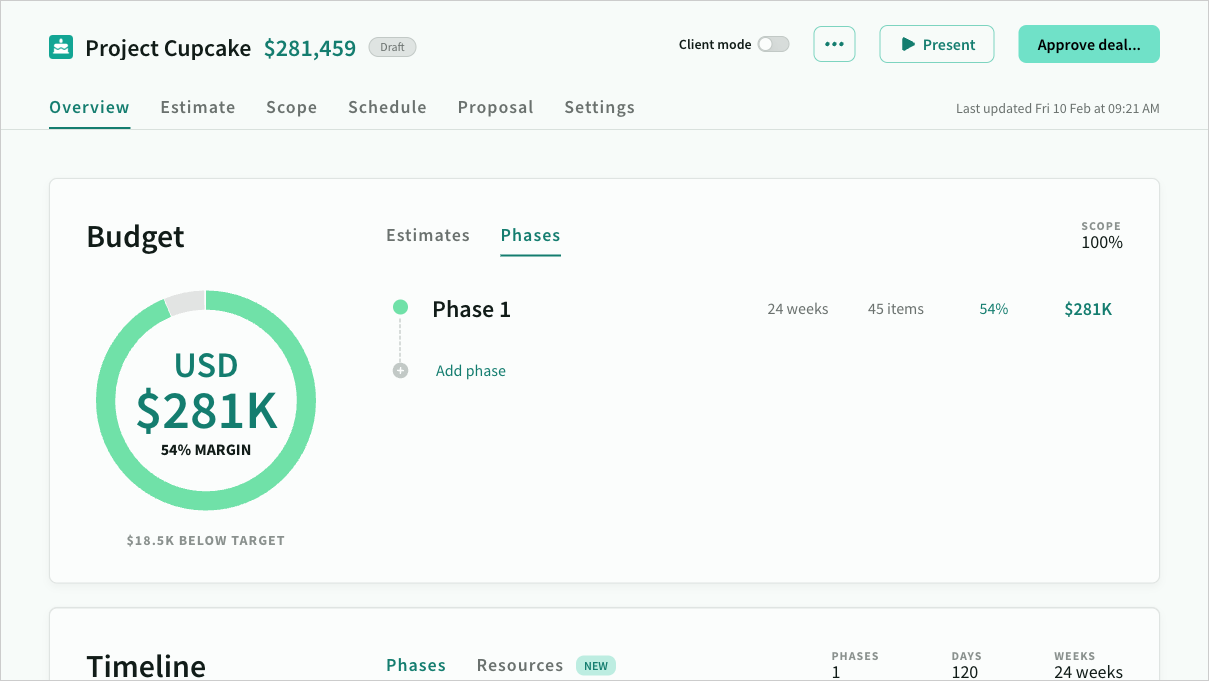 Project Cupcake $281,459 Draft
Client mode ••• Present Approve deal...
Overview Estimate Scope Schedule Proposal Settings
Last updated Fri 10 Feb at 09:21 AM
Budget
Estimates Phases
SCOPE
100%
USD
$281K
54% MARGIN
$18.5K BELOW TARGET
Phase 1 24 weeks 45 items 54% $281K
Add phase
Timeline
Phases Resources NEW
PHASES
1
DAYS
120
WEEKS
24 weeks